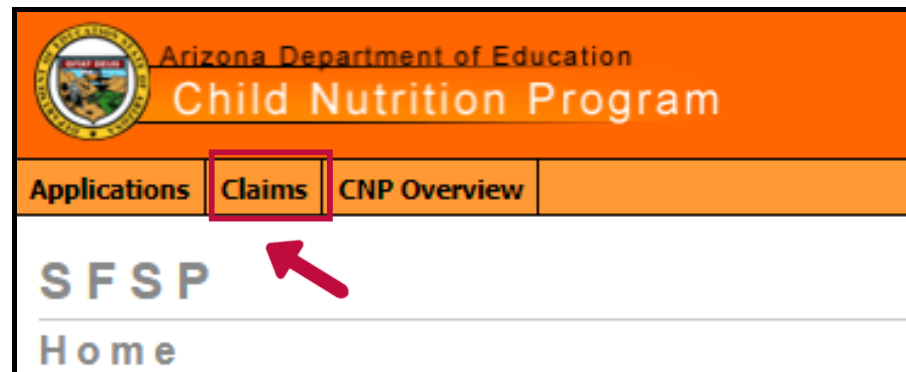 Arizona Department of Education
Child Nutrition Program
Applications Claims CNP Overview
SFSP
Home